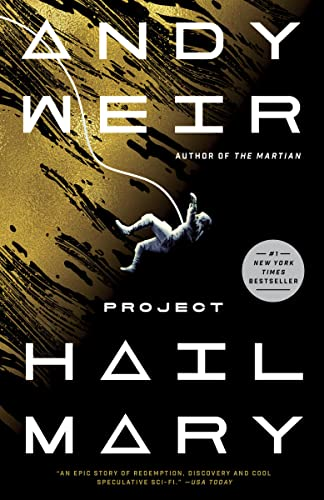 ANDY
WEIR
AUTHOR OF THE MARTIAN
#1
NEW YORK
TIMES
BESTSELLER
PROJECT
HAIL
MARY
"AN EPIC STORY OF REDEMPTION, DISCOVERY AND COOL
SPECULATIVE SCI-FI." —USA TODAY